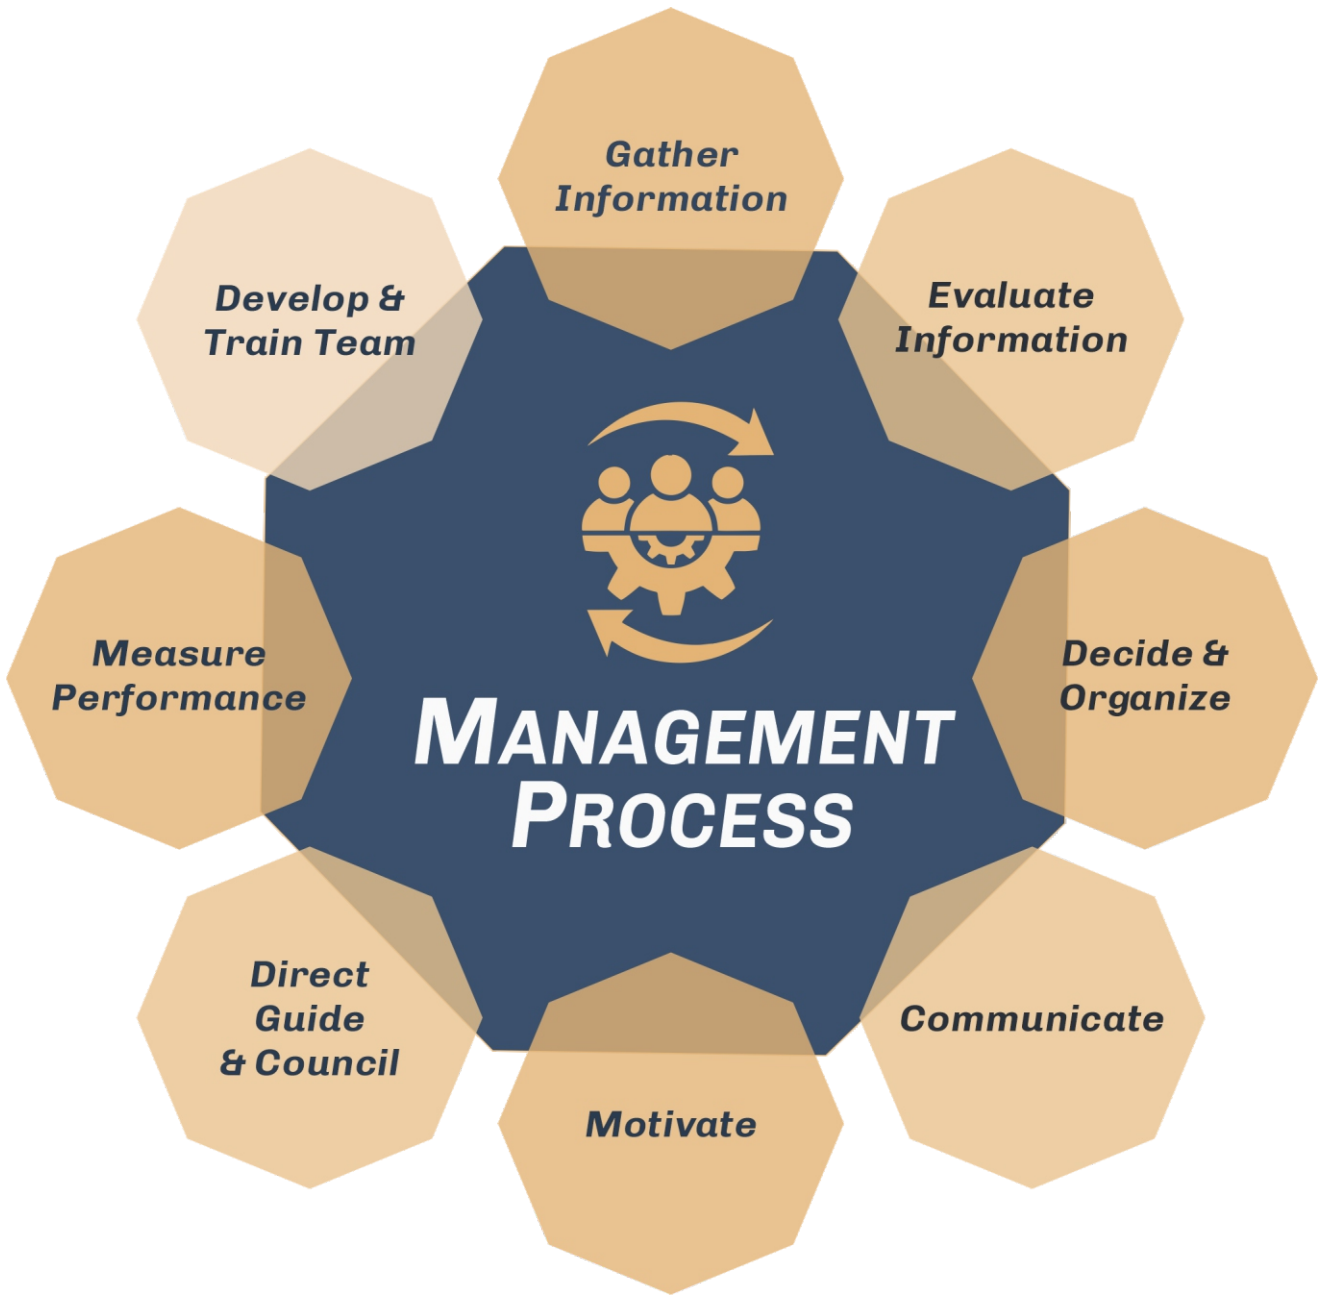 Gather
Information
Evaluate
Information
Decide &
Organize
Communicate
Motivate
Direct
Guide
& Council
Measure
Performance
Develop &
Train Team
MANAGEMENT
PROCESS